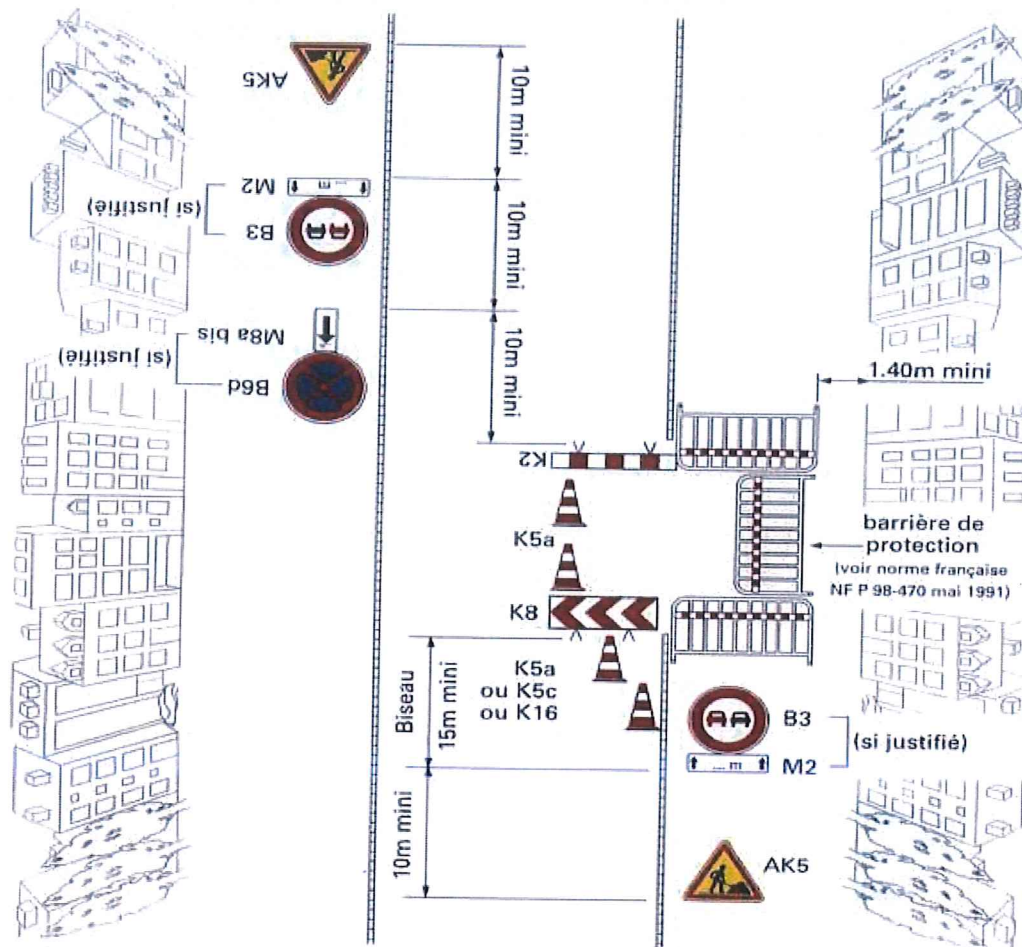 AK5
10m mini
M2
... m ...
(si justifié)
B3
10m mini
M8a bis
(si justifié)
B6d
10m mini
1.40m mini
K2
K5a
barrière de
protection
(voir norme française
NF P 98-470 mai 1991)
K8
Biseau
15m mini
K5a
ou K5c
ou K16
B3
(si justifié)
... m
M2
10m mini
AK5